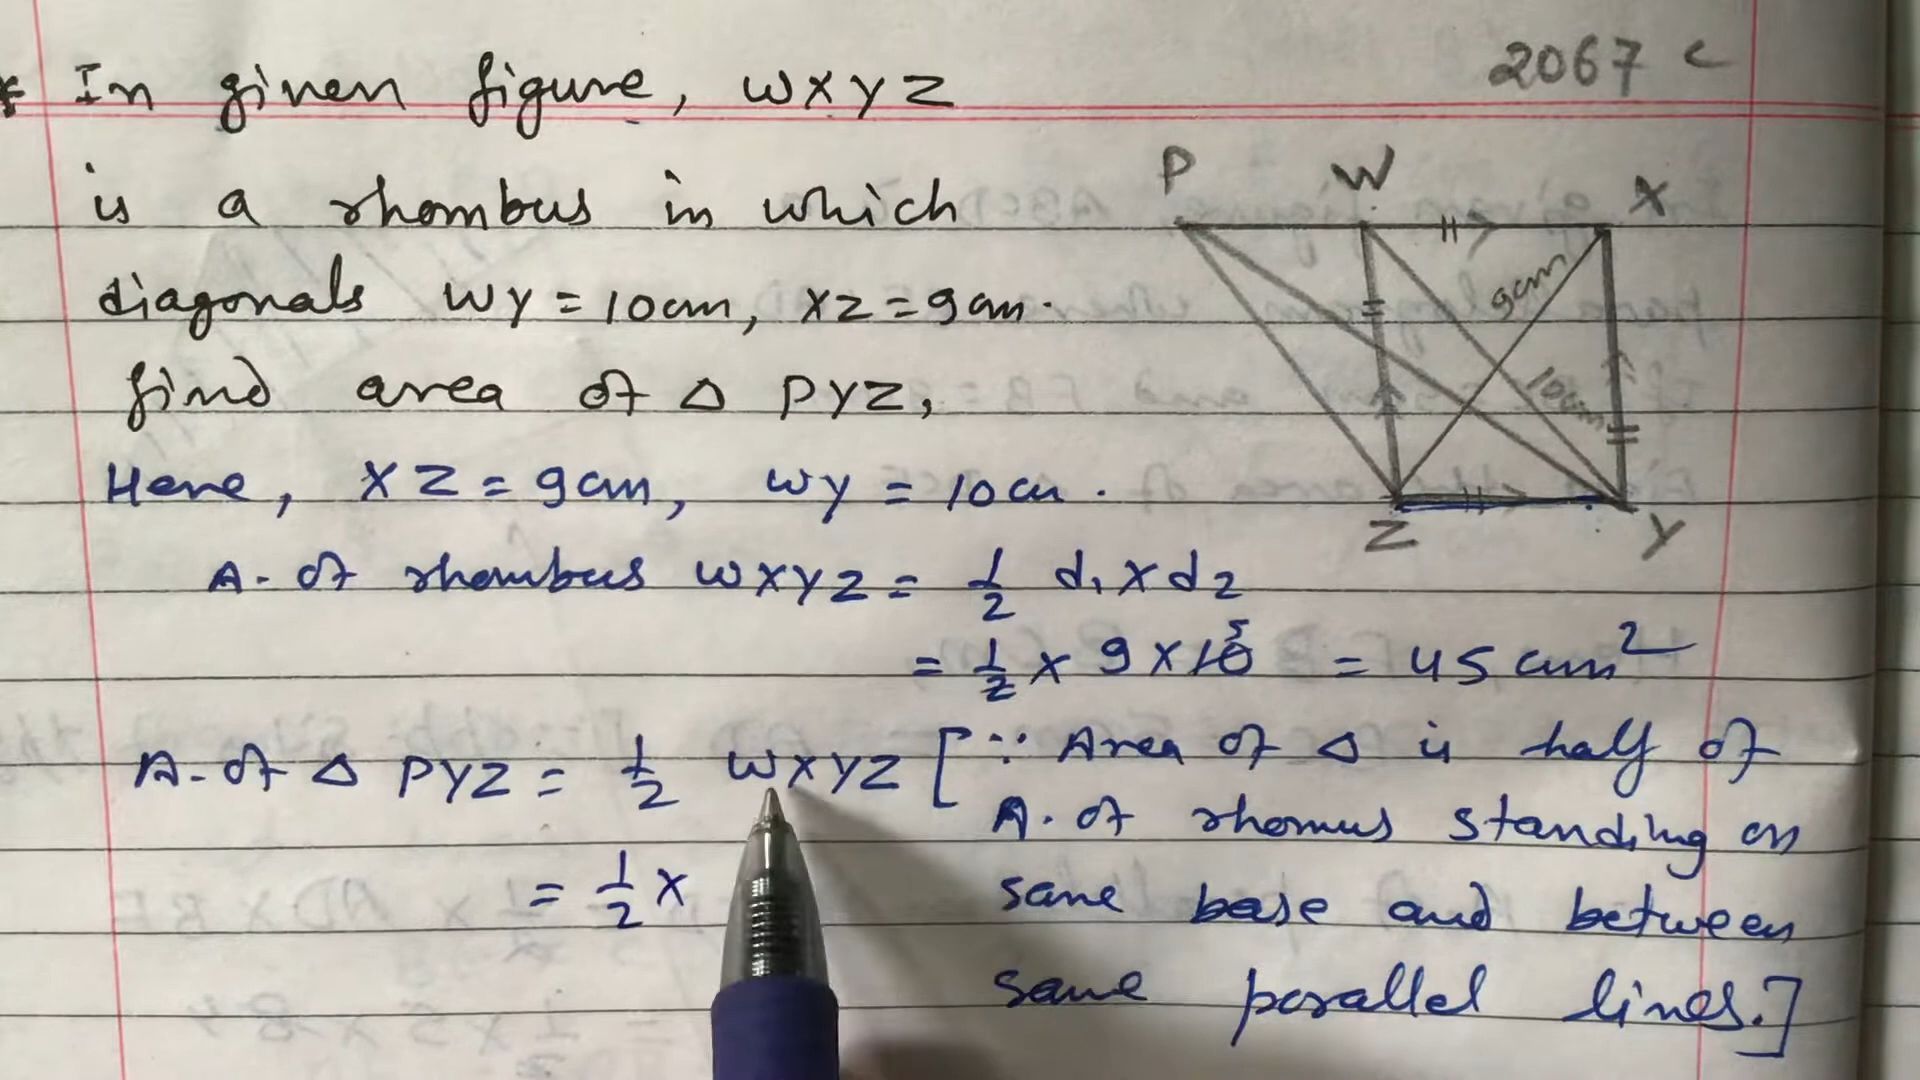 2067 c
* In given figure, WXYZ
is a rhombus in which
diagonals WY = 10cm, XZ = 9cm.
find area of △ PYZ,
P W X
9cm
10cm
Z Y
Here, XZ = 9cm, WY = 10cm.
A. of rhombus WXYZ = 1/2 d1 x d2
= 1/2 x 9 x 10 5 = 45 cm²
A. of △ PYZ = 1/2 WXYZ [∵ Area of △ is half of
A. of rhomus standing on
= 1/2 x same base and between
same parallel lines.]